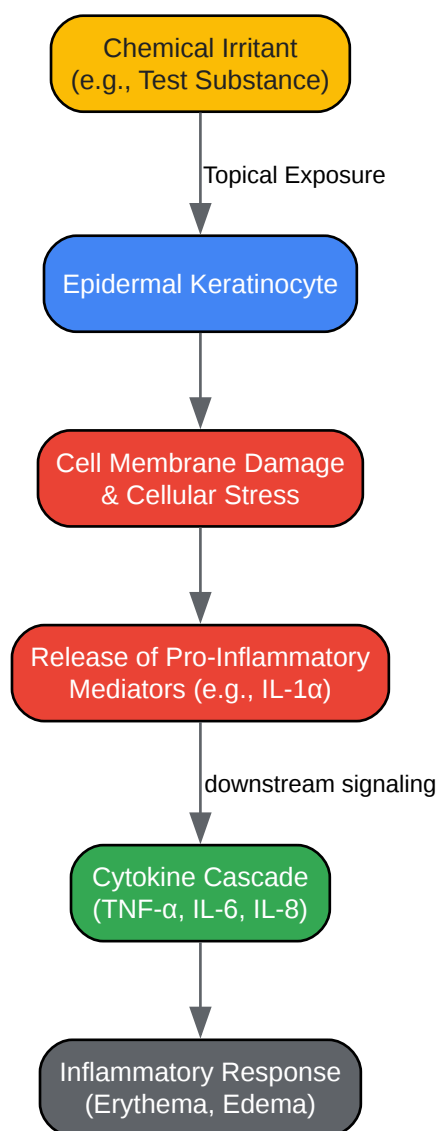 Chemical Irritant
(e.g., Test Substance)
Topical Exposure
Epidermal Keratinocyte
Cell Membrane Damage
& Cellular Stress
Release of Pro-Inflammatory
Mediators (e.g., IL-1α)
downstream signaling
Cytokine Cascade
(TNF-α, IL-6, IL-8)
Inflammatory Response
(Erythema, Edema)